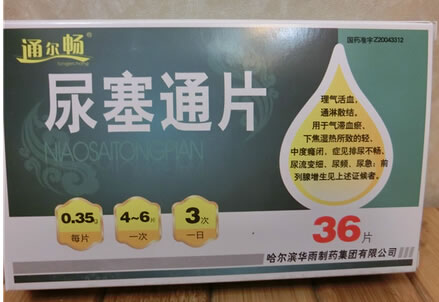 通尔畅®
tongerchang
国药准字Z20043312
尿塞通片
NIAOSAITONGPIAN
理气活血,
通淋散结。
用于气滞血瘀、
下焦湿热所致的轻、
中度癃闭，症见排尿不畅、
尿流变细、尿频、尿急；前
列腺增生见上述证候者。
0.35g
每片
4~6片
一次
3次
一日
36片
哈尔滨华雨制药集团有限公司